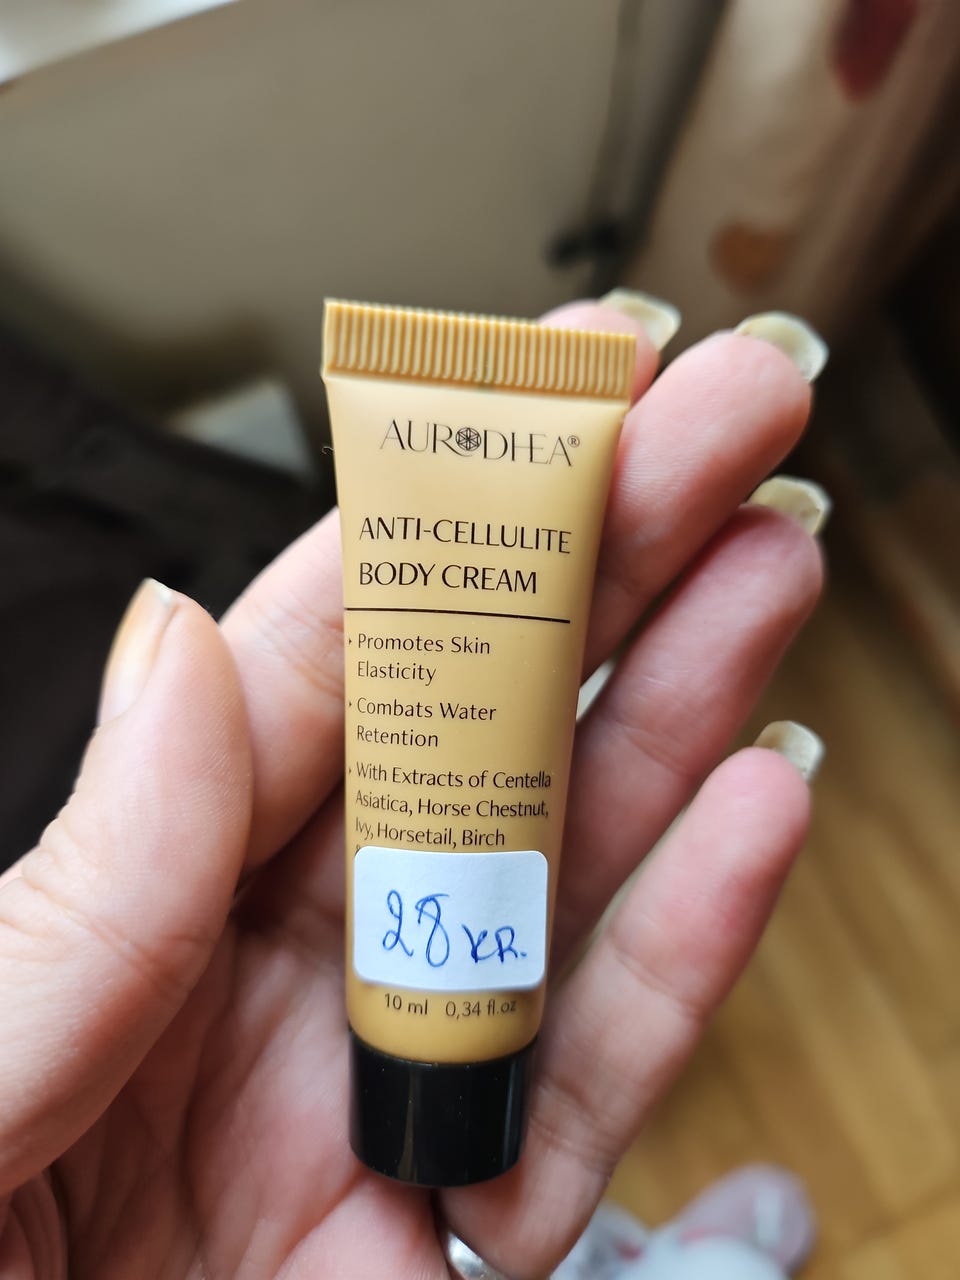 AURODHEA®
ANTI-CELLULITE
BODY CREAM
Promotes Skin
Elasticity
Combats Water
Retention
With Extracts of Centella
Asiatica, Horse Chestnut,
Ivy, Horsetail, Birch
28 KR.
10 ml 0,34 fl.oz